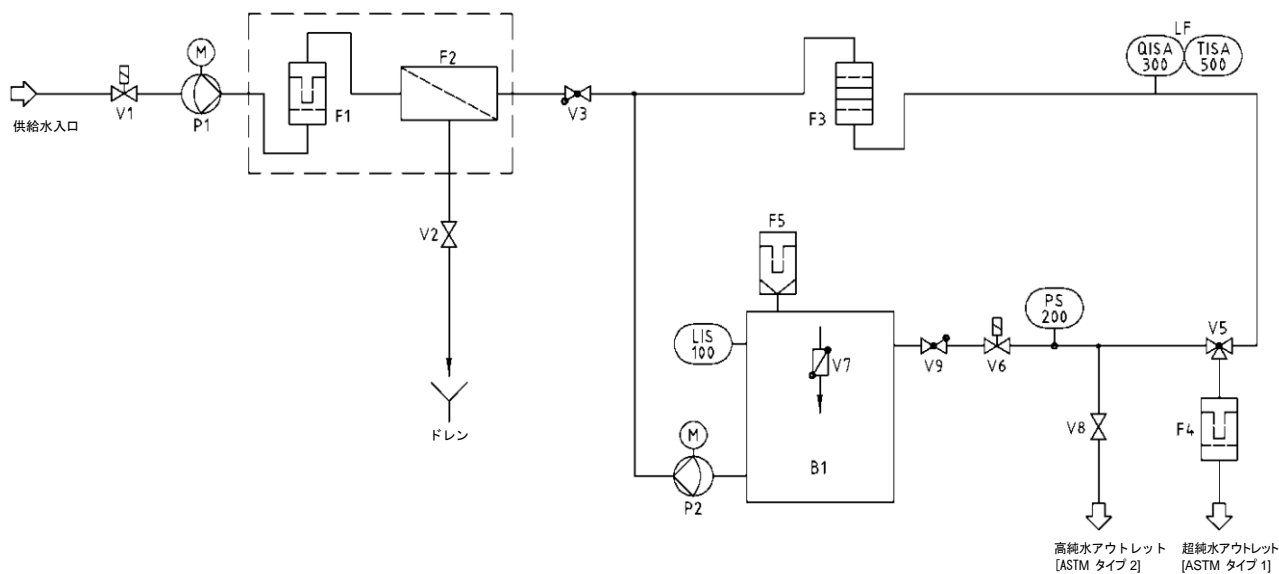 LF
QISA
300
TISA
500
M
F2
V1
P1
F1
V3
F3
供給水入口
V2
F5
LIS
100
V7
V9
V6
PS
200
V5
M
V8
F4
B1
P2
ドレン
高純水アウトレット
[ASTM タイプ 2]
超純水アウトレット
[ASTM タイプ 1]